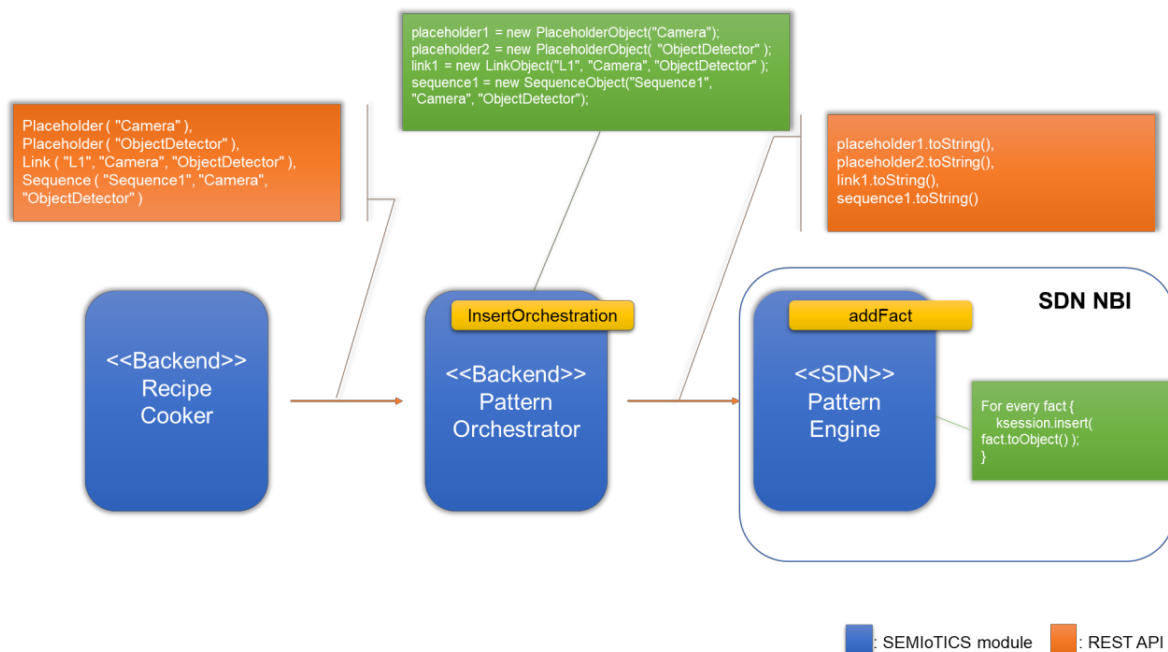 placeholder1 = new PlaceholderObject("Camera");
placeholder2 = new PlaceholderObject( "ObjectDetector" );
link1 = new LinkObject("L1", "Camera", "ObjectDetector" );
sequence1 = new SequenceObject("Sequence1",
"Camera", "ObjectDetector");
Placeholder ( "Camera" ),
Placeholder ( "ObjectDetector" ),
Link ( "L1", "Camera", "ObjectDetector" ),
Sequence ( "Sequence1", "Camera",
"ObjectDetector" )
placeholder1.toString(),
placeholder2.toString(),
link1.toString(),
sequence1.toString()
<<Backend>>
Recipe
Cooker
InsertOrchestration
<<Backend>>
Pattern
Orchestrator
addFact
<<SDN>>
Pattern
Engine
SDN NBI
For every fact {
ksession.insert(
fact.toObject() );
}
: SEMIoTICS module
: REST API